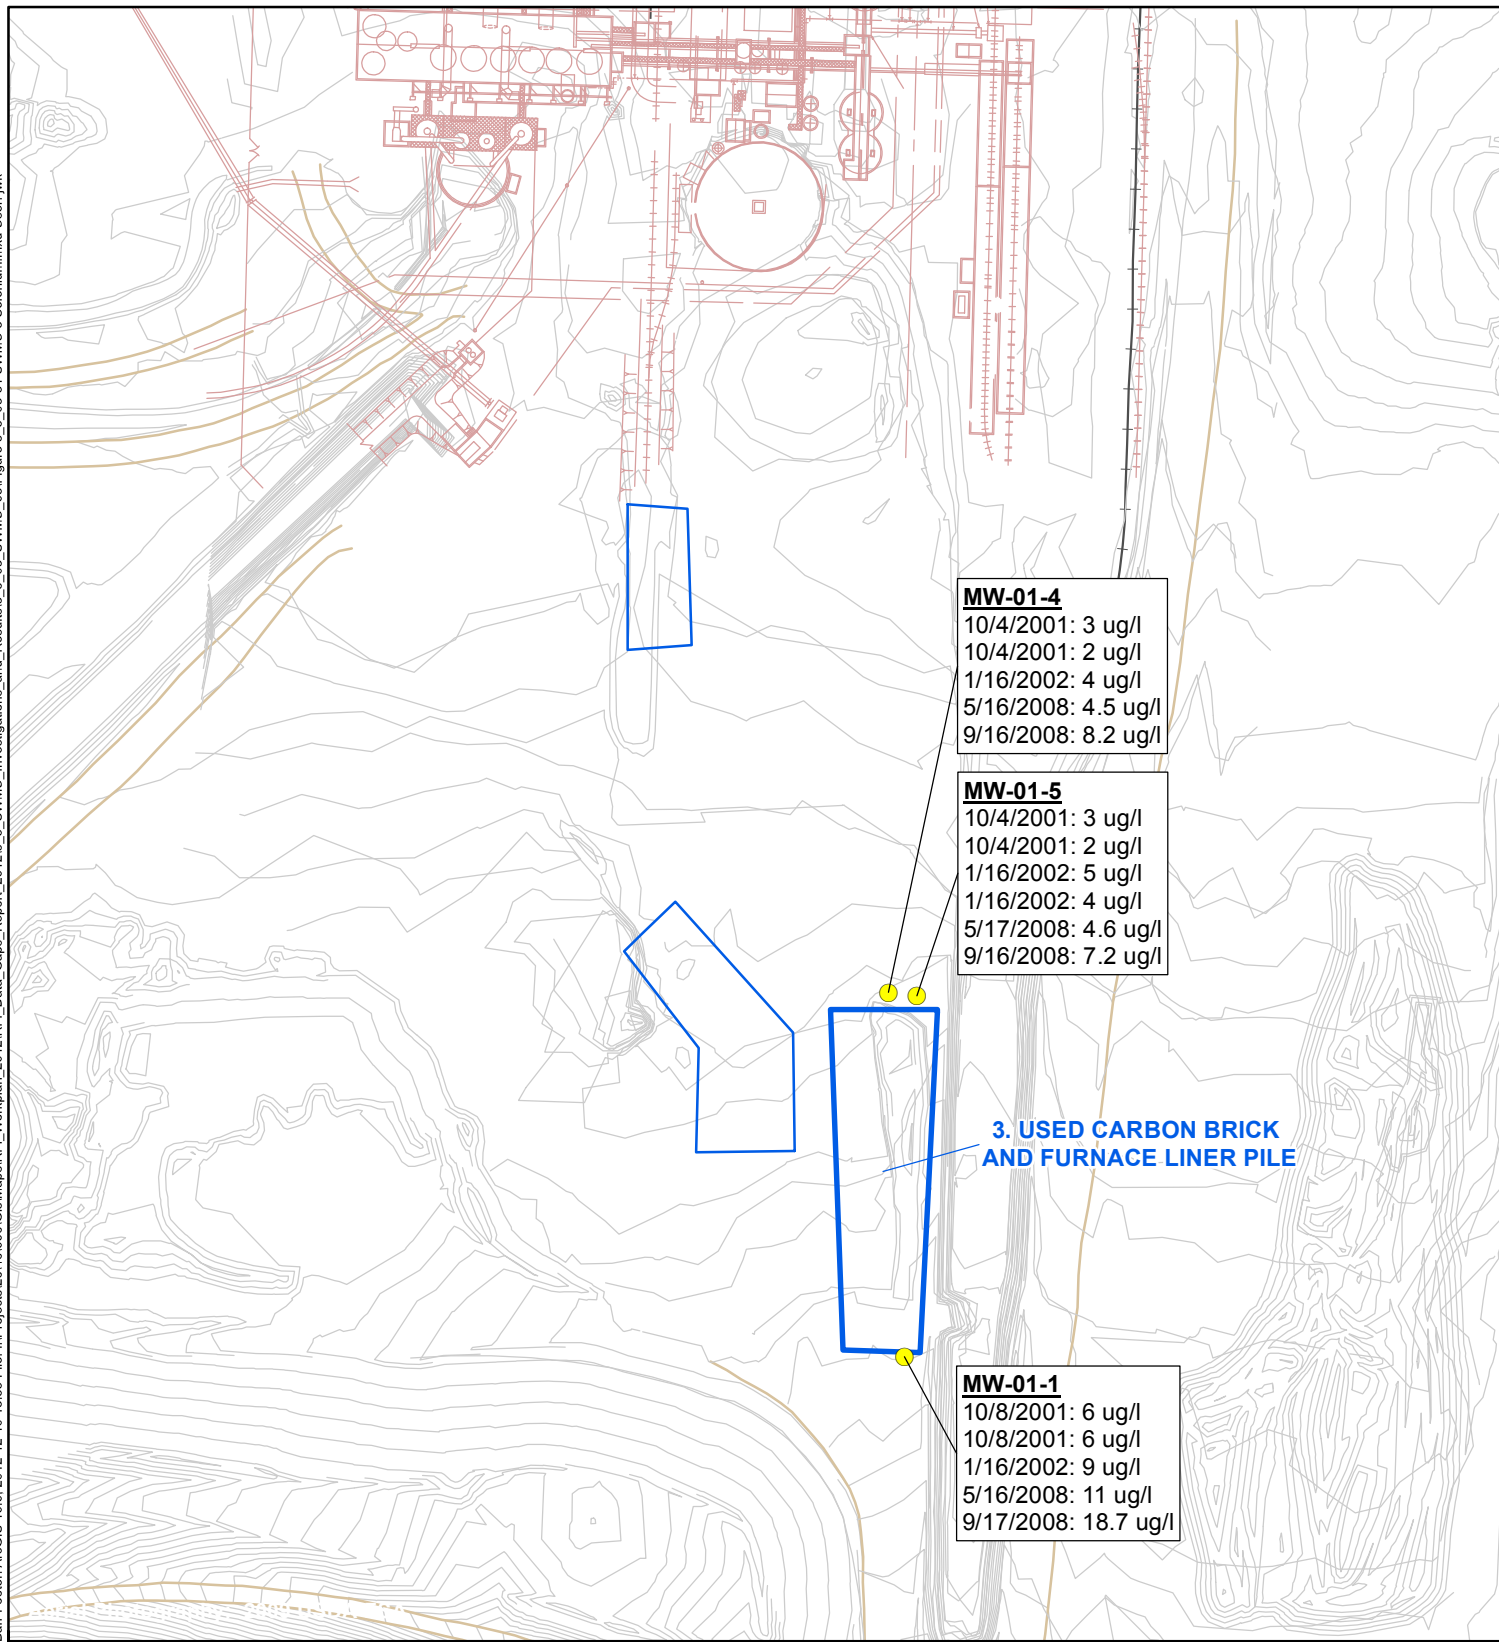 MW-01-4
10/4/2001: 3 ug/l
10/4/2001: 2 ug/l
1/16/2002: 4 ug/l
5/16/2008: 4.5 ug/l
9/16/2008: 8.2 ug/l
MW-01-5
10/4/2001: 3 ug/l
10/4/2001: 2 ug/l
1/16/2002: 5 ug/l
1/16/2002: 4 ug/l
5/17/2008: 4.6 ug/l
9/16/2008: 7.2 ug/l
3. USED CARBON BRICK
AND FURNACE LINER PILE
MW-01-1
10/8/2001: 6 ug/l
10/8/2001: 6 ug/l
1/16/2002: 9 ug/l
5/16/2008: 11 ug/l
9/17/2008: 18.7 ug/l